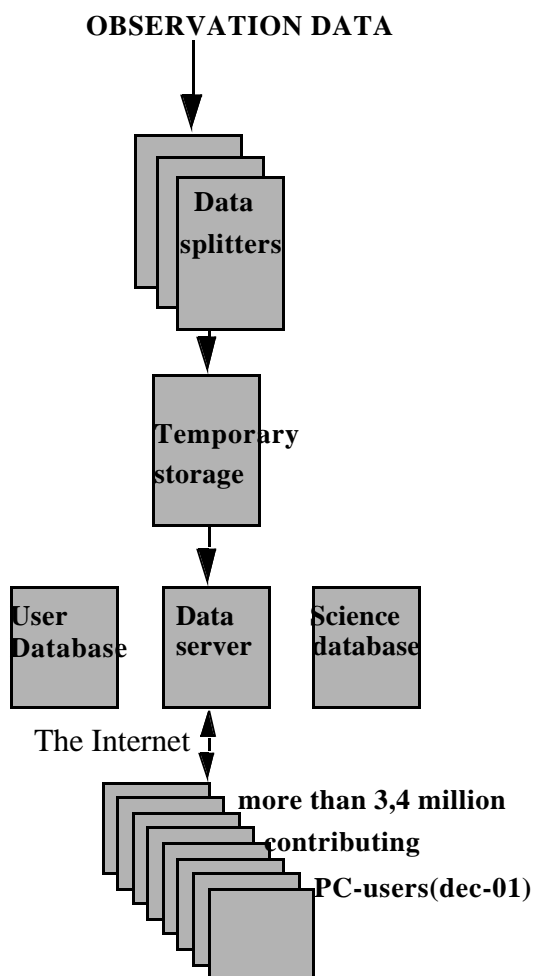 OBSERVATION DATA
Data
splitters
Temporary
storage
User
Database
Data
server
Science
database
The Internet
more than 3,4 million
contributing
PC-users(dec-01)